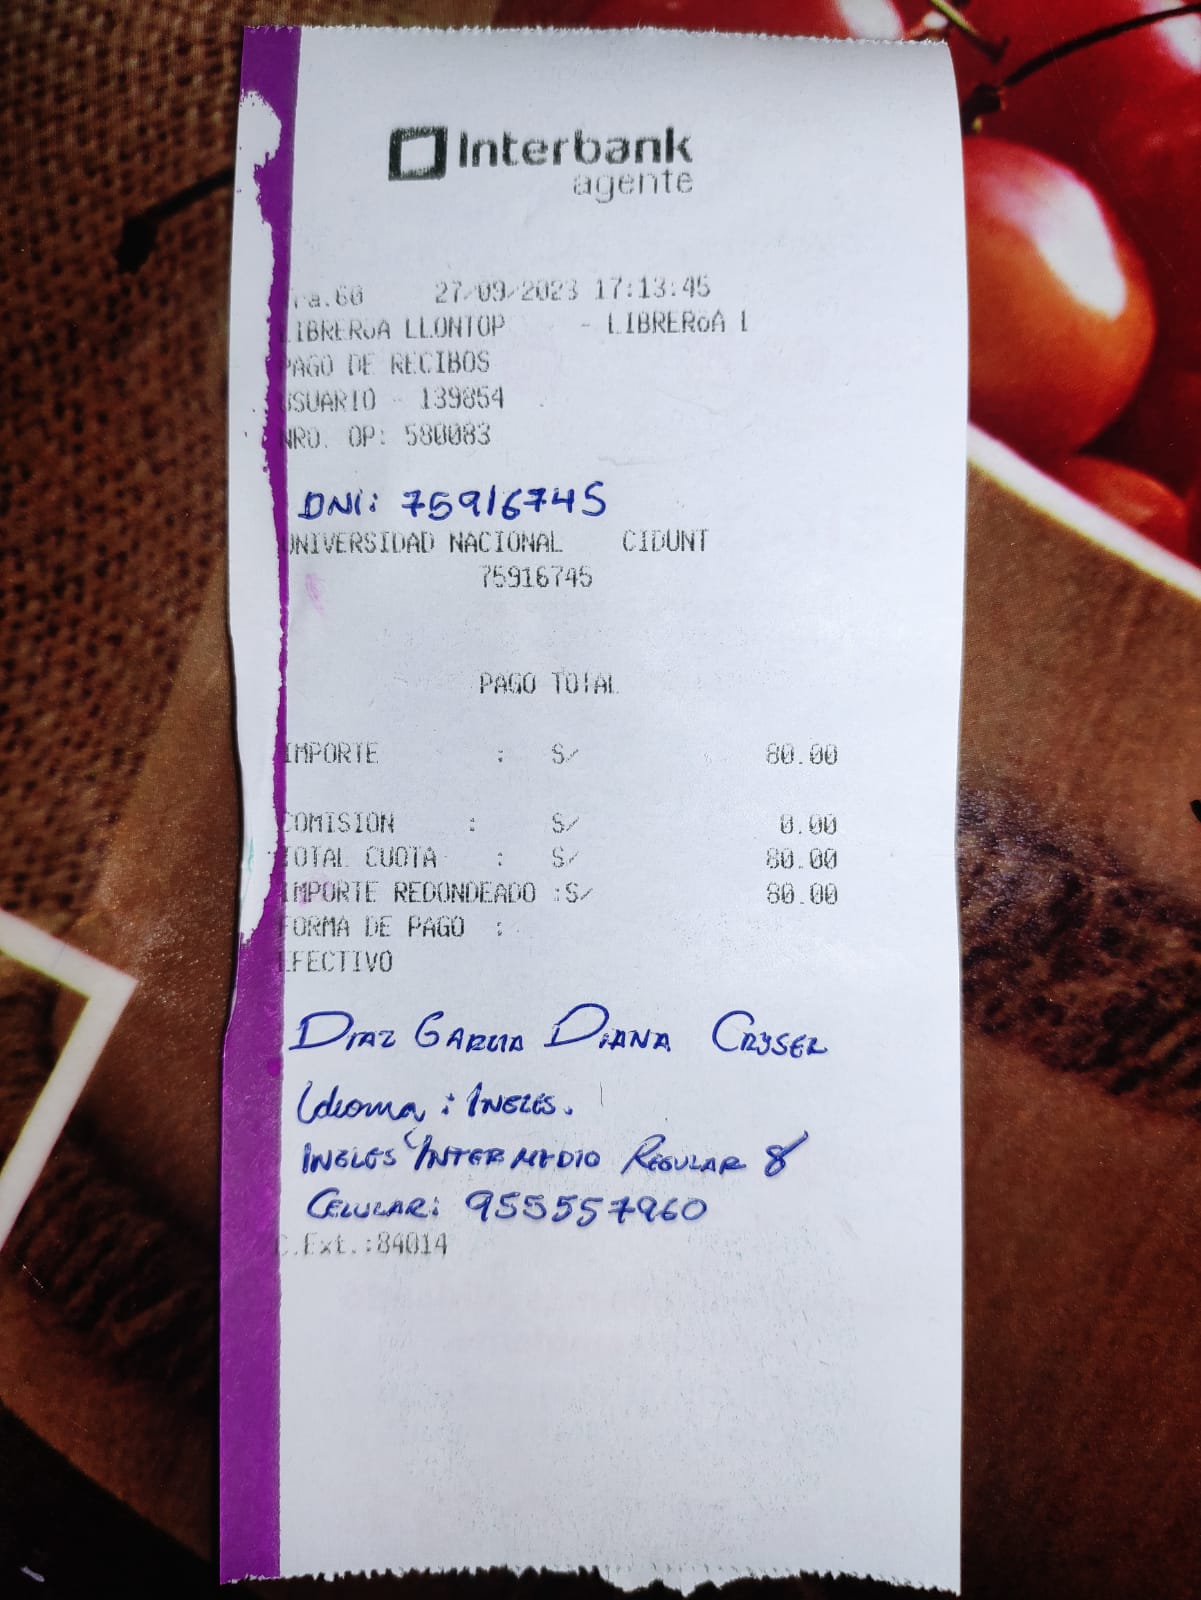 Interbank
agente
ra.60 27/09/2023 17:13:45
LIBREROA LLONTOP - LIBREROA L
PAGO DE RECIBOS
USUARIO - 139854
NRO. OP: 580083
DNI: 75916745
UNIVERSIDAD NACIONAL CIDUNT
75916745
PAGO TOTAL
IMPORTE : S/ 80.00
COMISION : S/ 0.00
TOTAL CUOTA : S/ 80.00
IMPORTE REDONDEADO :S/ 80.00
FORMA DE PAGO :
EFECTIVO
DIAZ GARCIA DIANA CRYSEL
Idioma: INGLES.
INGLES INTERMEDIO REGULAR 8
CELULAR: 955557960
C.Ext.:84014